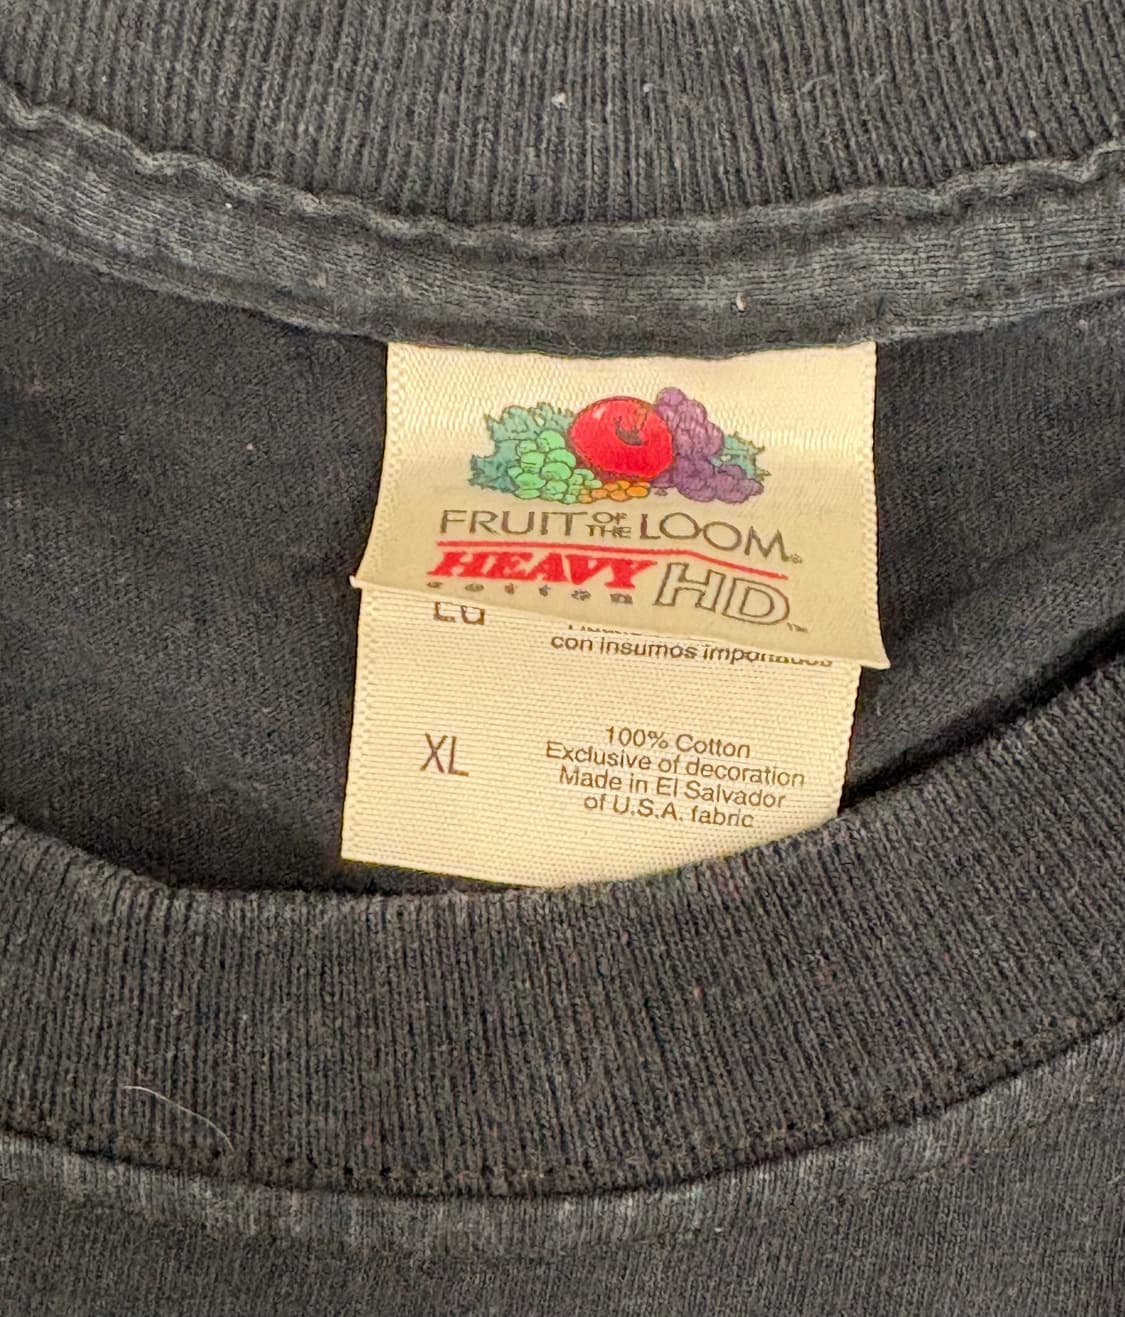 FRUIT OF THE LOOM®
HEAVY HD™
cotton
con insumos importados
XL
100% Cotton
Exclusive of decoration
Made in El Salvador
of U.S.A. fabric